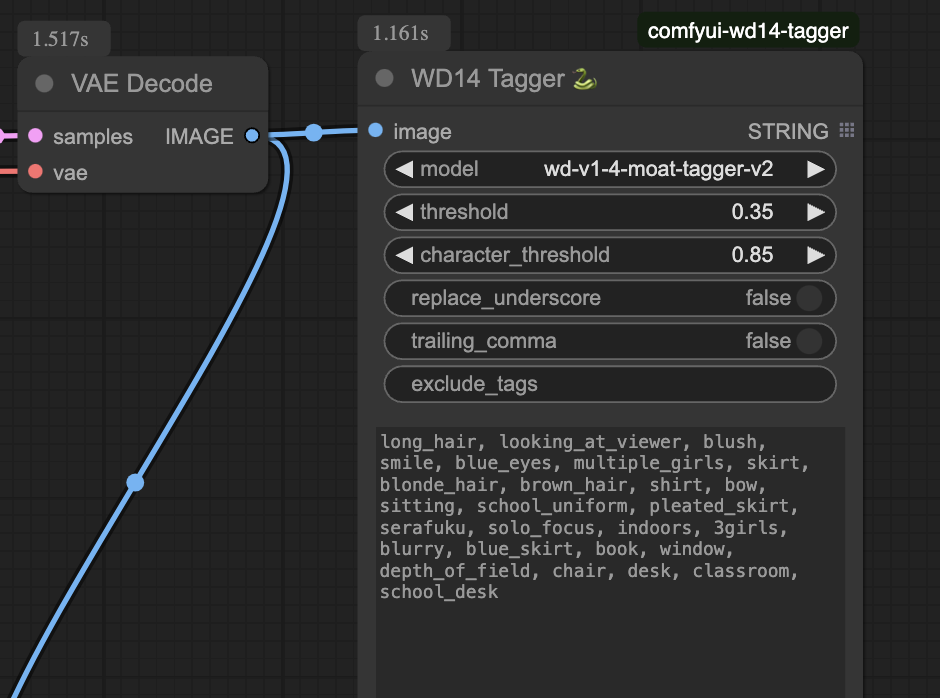 1.517s
VAE Decode
samples IMAGE
vae
1.161s
comfyui-wd14-tagger
WD14 Tagger 🐍
image STRING
model wd-v1-4-moat-tagger-v2
threshold 0.35
character_threshold 0.85
replace_underscore false
trailing_comma false
exclude_tags
long_hair, looking_at_viewer, blush,
smile, blue_eyes, multiple_girls, skirt,
blonde_hair, brown_hair, shirt, bow,
sitting, school_uniform, pleated_skirt,
serafuku, solo_focus, indoors, 3girls,
blurry, blue_skirt, book, window,
depth_of_field, chair, desk, classroom,
school_desk